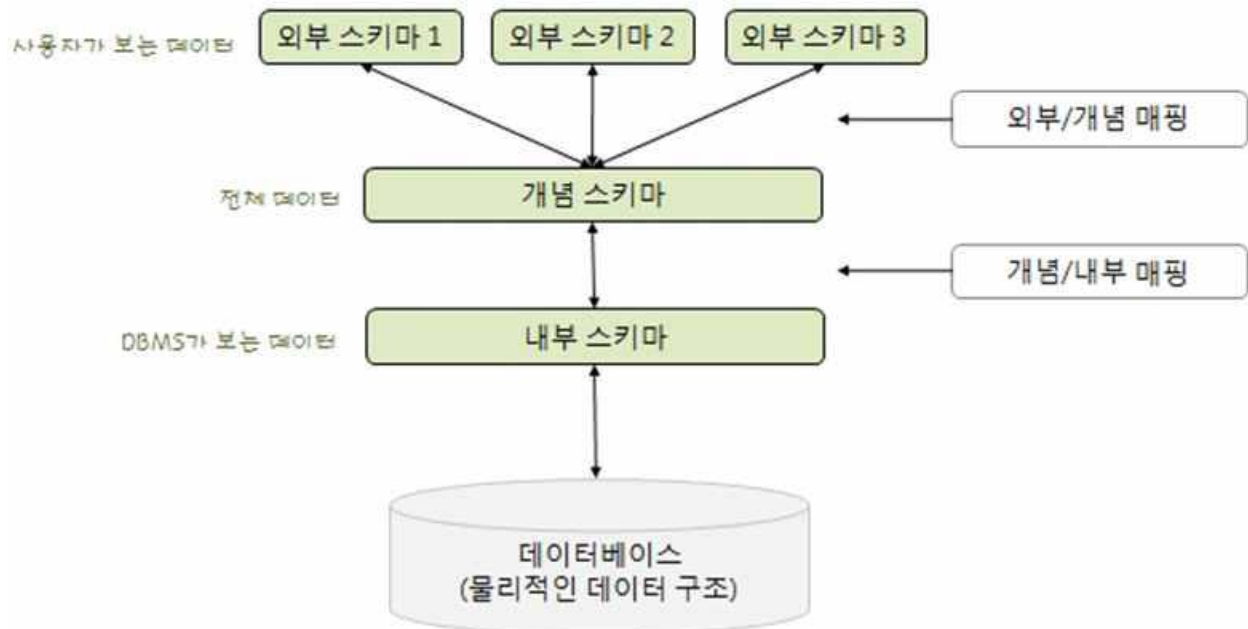 사용자가 보는 데이터
외부 스키마 1
외부 스키마 2
외부 스키마 3
외부/개념 매핑
전체 데이터
개념 스키마
개념/내부 매핑
DBMS가 보는 데이터
내부 스키마
데이터베이스
(물리적인 데이터 구조)